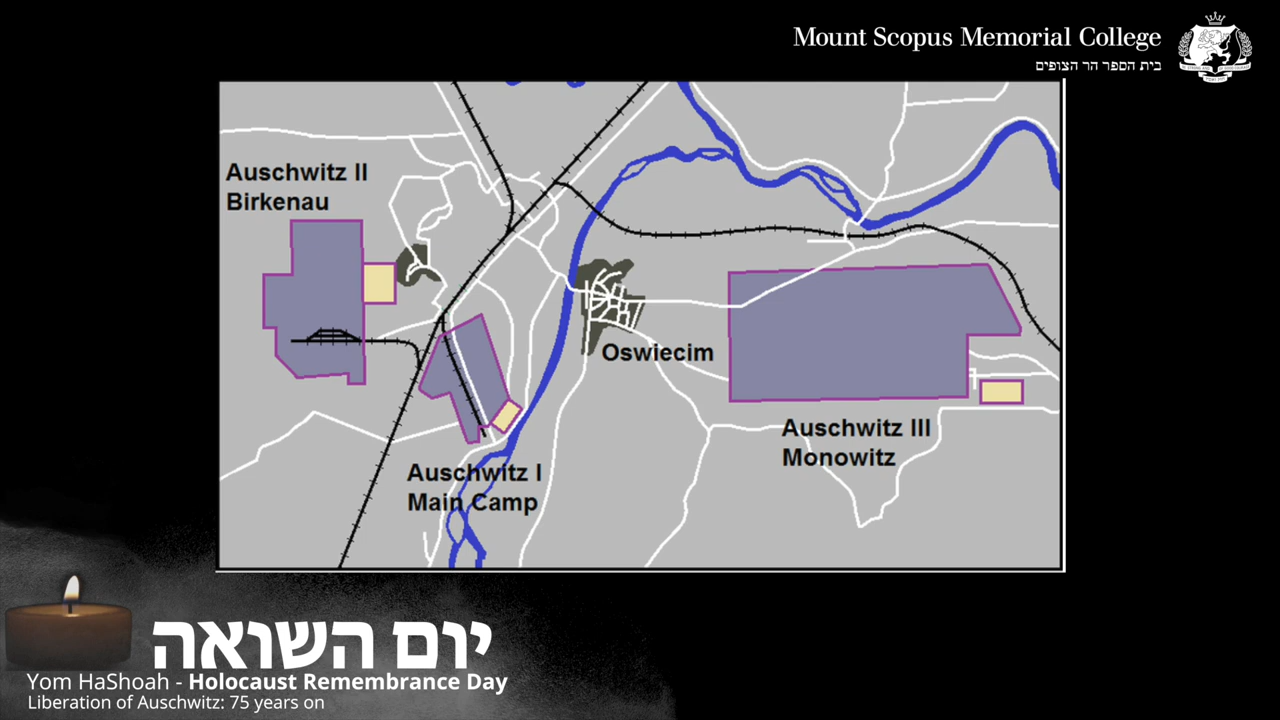 Mount Scopus Memorial College
בית הספר הר הצופים
Auschwitz II
Birkenau
Oswiecim
Auschwitz III
Monowitz
Auschwitz I
Main Camp
יום השואה
Yom HaShoah - Holocaust Remembrance Day
Liberation of Auschwitz: 75 years on